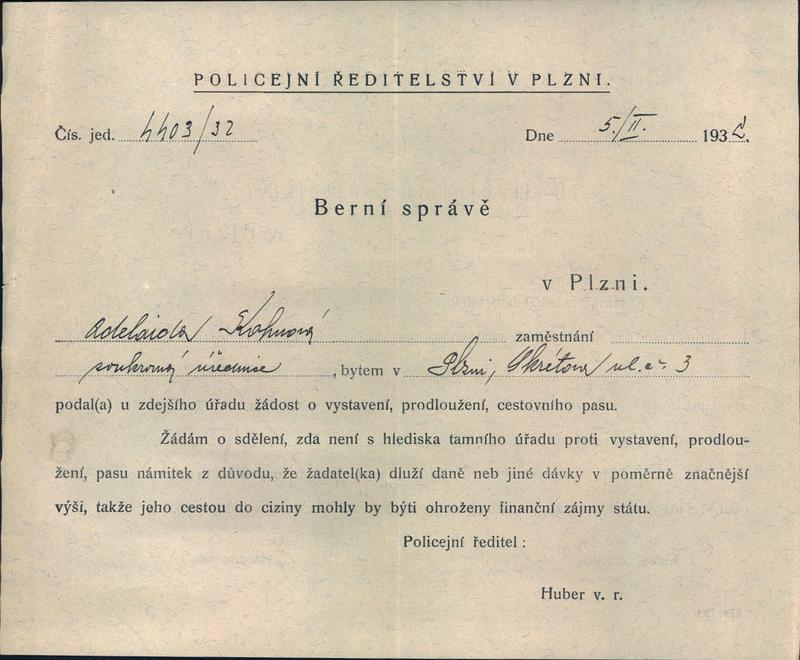 POLICEJNÍ ŘEDITELSTVÍ V PLZNI.
Čís. jed. 4403/32 Dne 5./II. 1932.
Berní správě
v Plzni.
Adelaida Kohnová zaměstnání
soukromá úřednice, bytem v Plzni, Škrétova ul. č. 3
podal(a) u zdejšího úřadu žádost o vystavení, prodloužení, cestovního pasu.
Žádám o sdělení, zda není s hlediska tamního úřadu proti vystavení, prodlou-
žení, pasu námitek z důvodu, že žadatel(ka) dluží daně neb jiné dávky v poměrně značnější
výši, takže jeho cestou do ciziny mohly by býti ohroženy finanční zájmy státu.
Policejní ředitel :
Huber v. r.